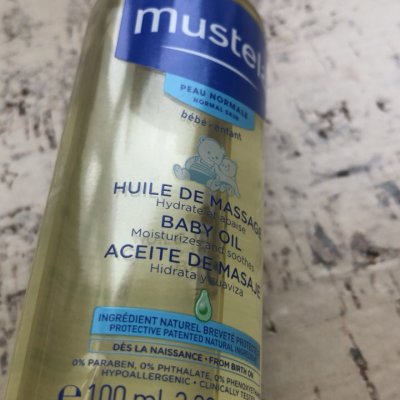 mustel
PEAU NORMALE
NORMAL SKIN
bébé·enfant
HUILE DE MASSAGE
Hydrate et apaise
BABY OIL
Moisturizes and soothes
ACEITE DE MASAJE
Hidrata y suaviza
INGRÉDIENT NATUREL BREVETÉ PROTECT
PROTECTIVE PATENTED NATURAL INGREDIENT
DÈS LA NAISSANCE · FROM BIRTH ON
0% PARABEN, 0% PHTHALATE, 0% PHENOXYETHAN
HYPOALLERGENIC · CLINICALLY TESTED
e 100 ml